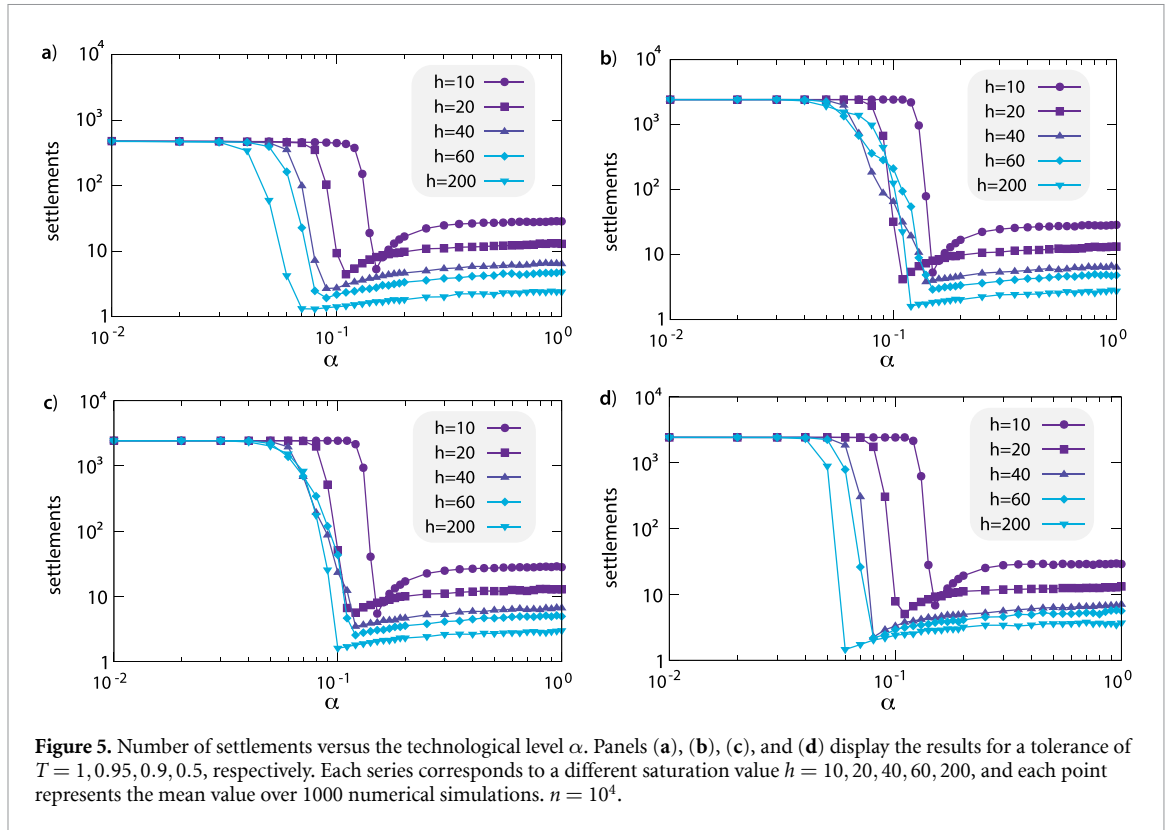 a)
10^4
10^3
10^2
10
1
settlements
h=10
h=20
h=40
h=60
h=200
10^-2
10^-1
10^0
α
b)
10^4
10^3
10^2
10
1
settlements
h=10
h=20
h=40
h=60
h=200
10^-2
10^-1
10^0
α
c)
10^4
10^3
10^2
10
1
settlements
h=10
h=20
h=40
h=60
h=200
10^-2
10^-1
10^0
α
d)
10^4
10^3
10^2
10
1
settlements
h=10
h=20
h=40
h=60
h=200
10^-2
10^-1
10^0
α
Figure 5. Number of settlements versus the technological level α. Panels (a), (b), (c), and (d) display the results for a tolerance of
T = 1, 0.95, 0.9, 0.5, respectively. Each series corresponds to a different saturation value h = 10, 20, 40, 60, 200, and each point
represents the mean value over 1000 numerical simulations. n = 10^4.